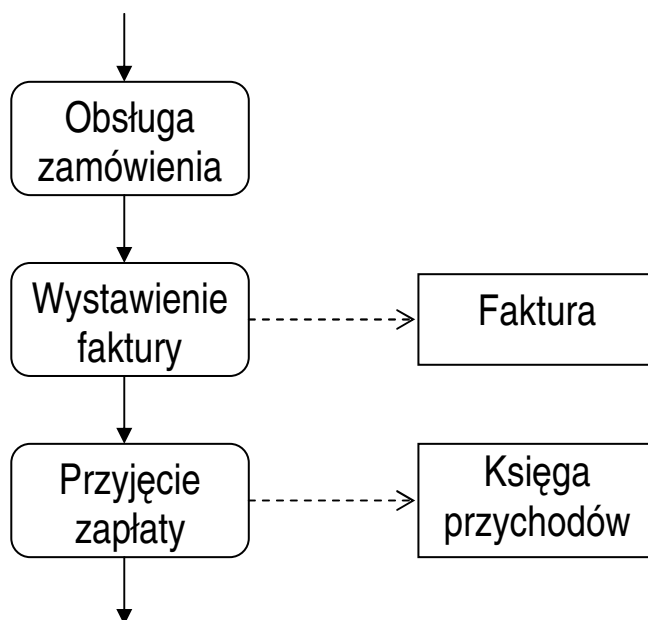 Obsługa
zamówienia
Wystawienie
faktury
Faktura
Przyjęcie
zapłaty
Księga
przychodów